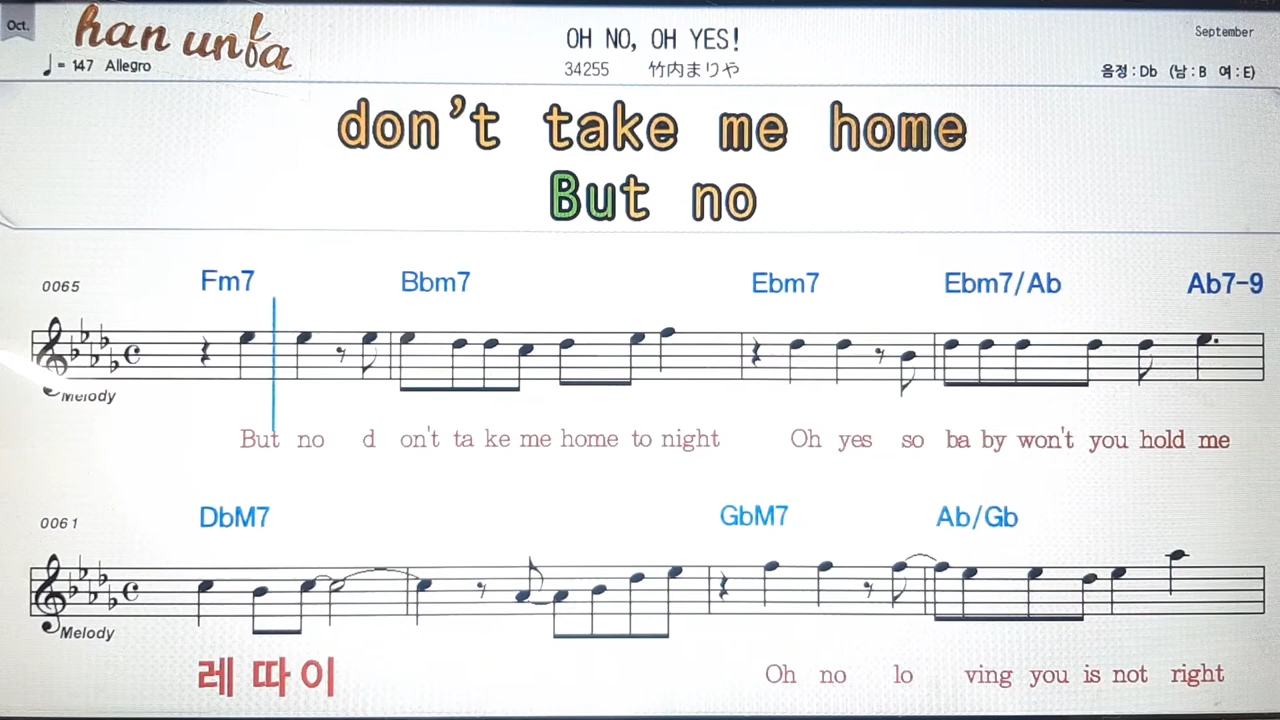 Oct.
han unba
♩ = 147 Allegro
OH NO, OH YES!
34255 竹内まりや
September
음정 : Db (남 : B 여 : E)
don't take me home
But no
0065
Fm7 Bbm7 Ebm7 Ebm7/Ab Ab7-9
Melody
But no d on't ta ke me home to night Oh yes so ba by won't you hold me
0061
DbM7 GbM7 Ab/Gb
Melody
레 따 이 Oh no lo ving you is not right